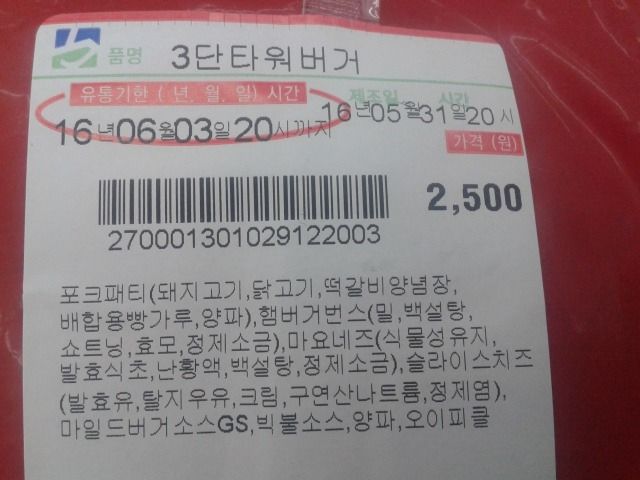 품명 3단타워버거
유통기한 ( 년, 월, 일) 시간 제조일 시간
16년06월03일20시까지 16년05월31일20시
가격 (원)
2,500
270001301029122003
포크패티(돼지고기,닭고기,떡갈비양념장,
배합용빵가루,양파),햄버거번스(밀,백설탕,
쇼트닝,효모,정제소금),마요네즈(식물성유지,
발효식초,난황액,백설탕,정제소금),슬라이스치즈
(발효유,탈지우유,크림,구연산나트륨,정제염),
마일드버거소스GS,빅불소스,양파,오이피클